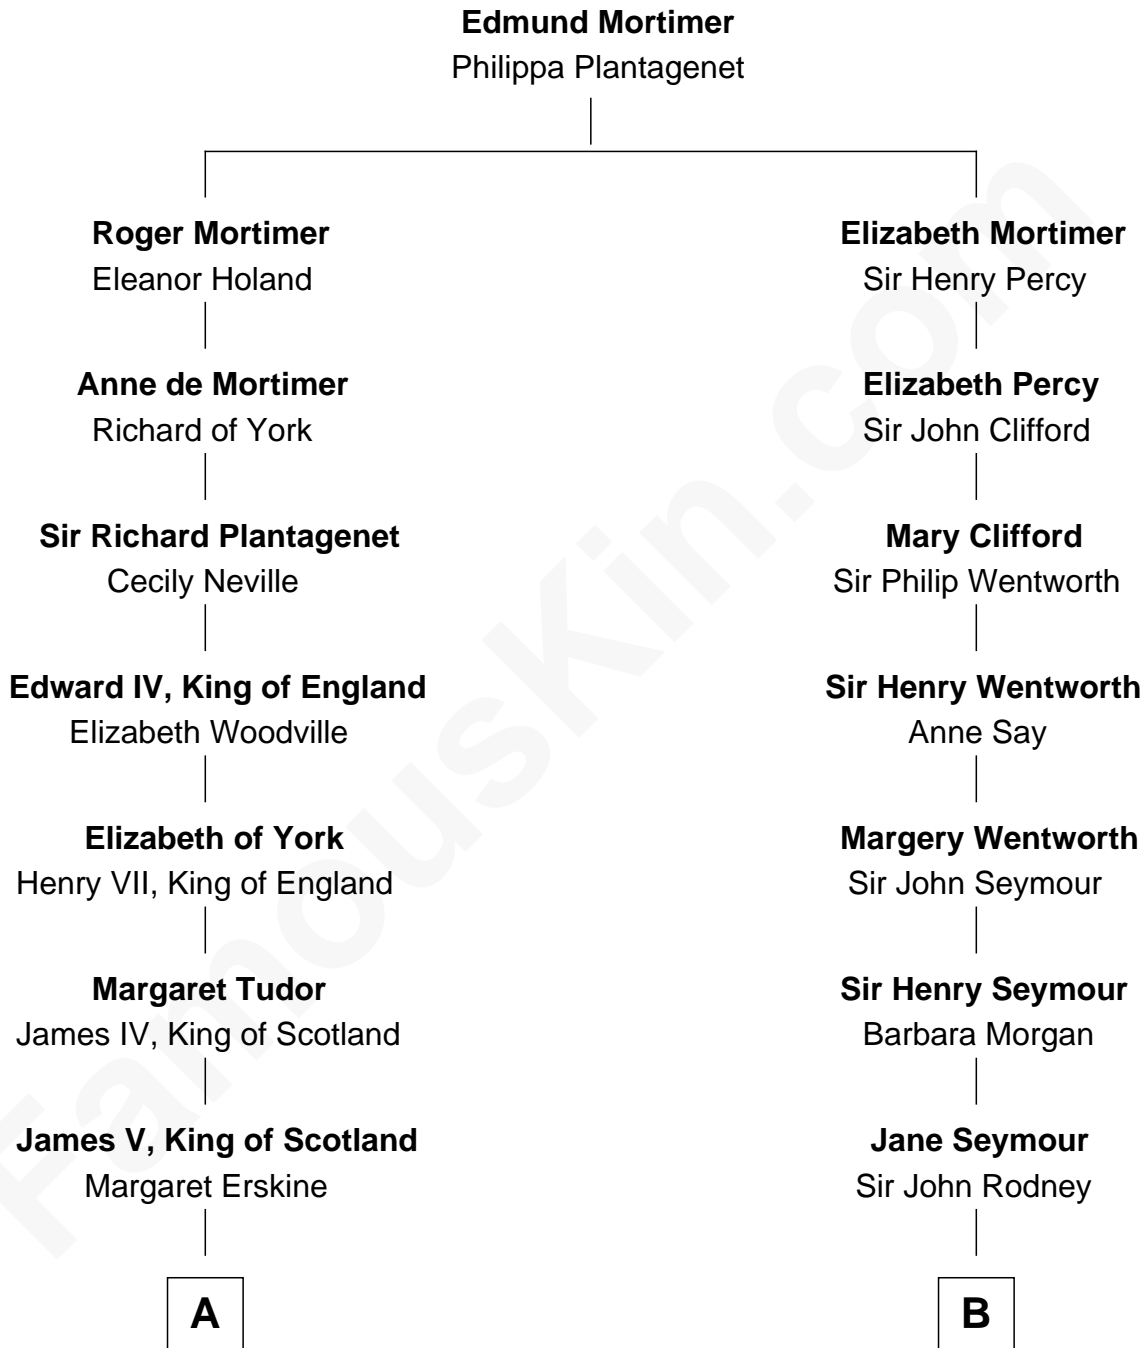 Edmund Mortimer
Philippa Plantagenet
Roger Mortimer
Eleanor Holand
Elizabeth Mortimer
Sir Henry Percy
Anne de Mortimer
Richard of York
Elizabeth Percy
Sir John Clifford
Sir Richard Plantagenet
Cecily Neville
Mary Clifford
Sir Philip Wentworth
Edward IV, King of England
Elizabeth Woodville
Sir Henry Wentworth
Anne Say
Elizabeth of York
Henry VII, King of England
Margery Wentworth
Sir John Seymour
Margaret Tudor
James IV, King of Scotland
Sir Henry Seymour
Barbara Morgan
James V, King of Scotland
Margaret Erskine
Jane Seymour
Sir John Rodney
A
B
FamousKin.com